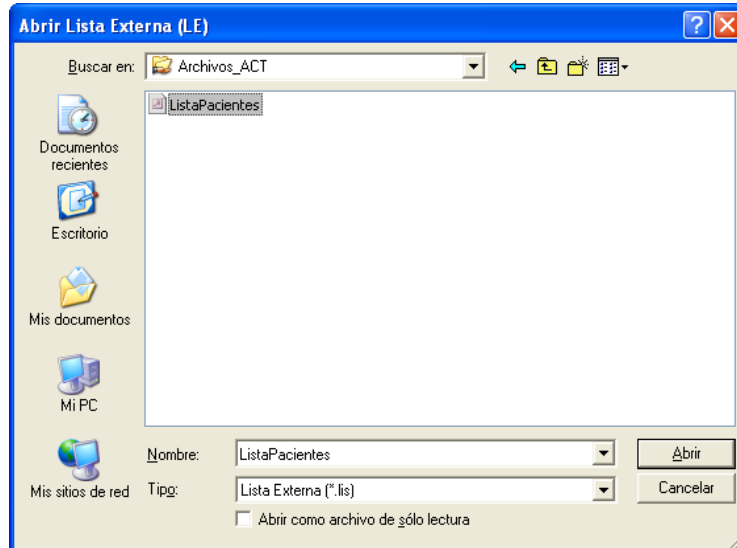 Abrir Lista Externa (LE)
Buscar en: Archivos_ACT
ListaPacientes
Documentos
recientes
Escritorio
Mis documentos
Mi PC
Mis sitios de red
Nombre: ListaPacientes Abrir
Tipo: Lista Externa (*.lis) Cancelar
Abrir como archivo de sólo lectura